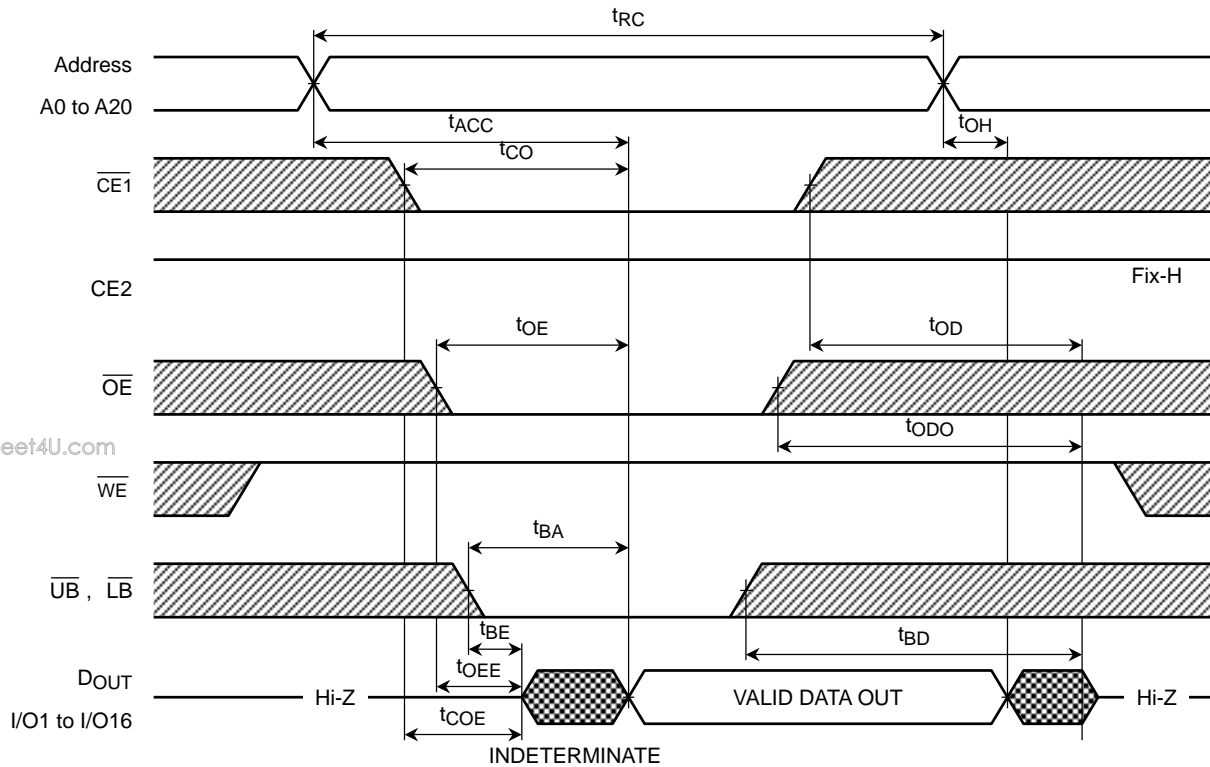 tRC
Address
A0 to A20
tACC
tOH
tCO
CE1
CE2
Fix-H
tOE
tOD
OE
tODO
eet4U.com
WE
tBA
UB , LB
tBE
tBD
tOEE
DOUT
Hi-Z
VALID DATA OUT
Hi-Z
I/O1 to I/O16
tCOE
INDETERMINATE